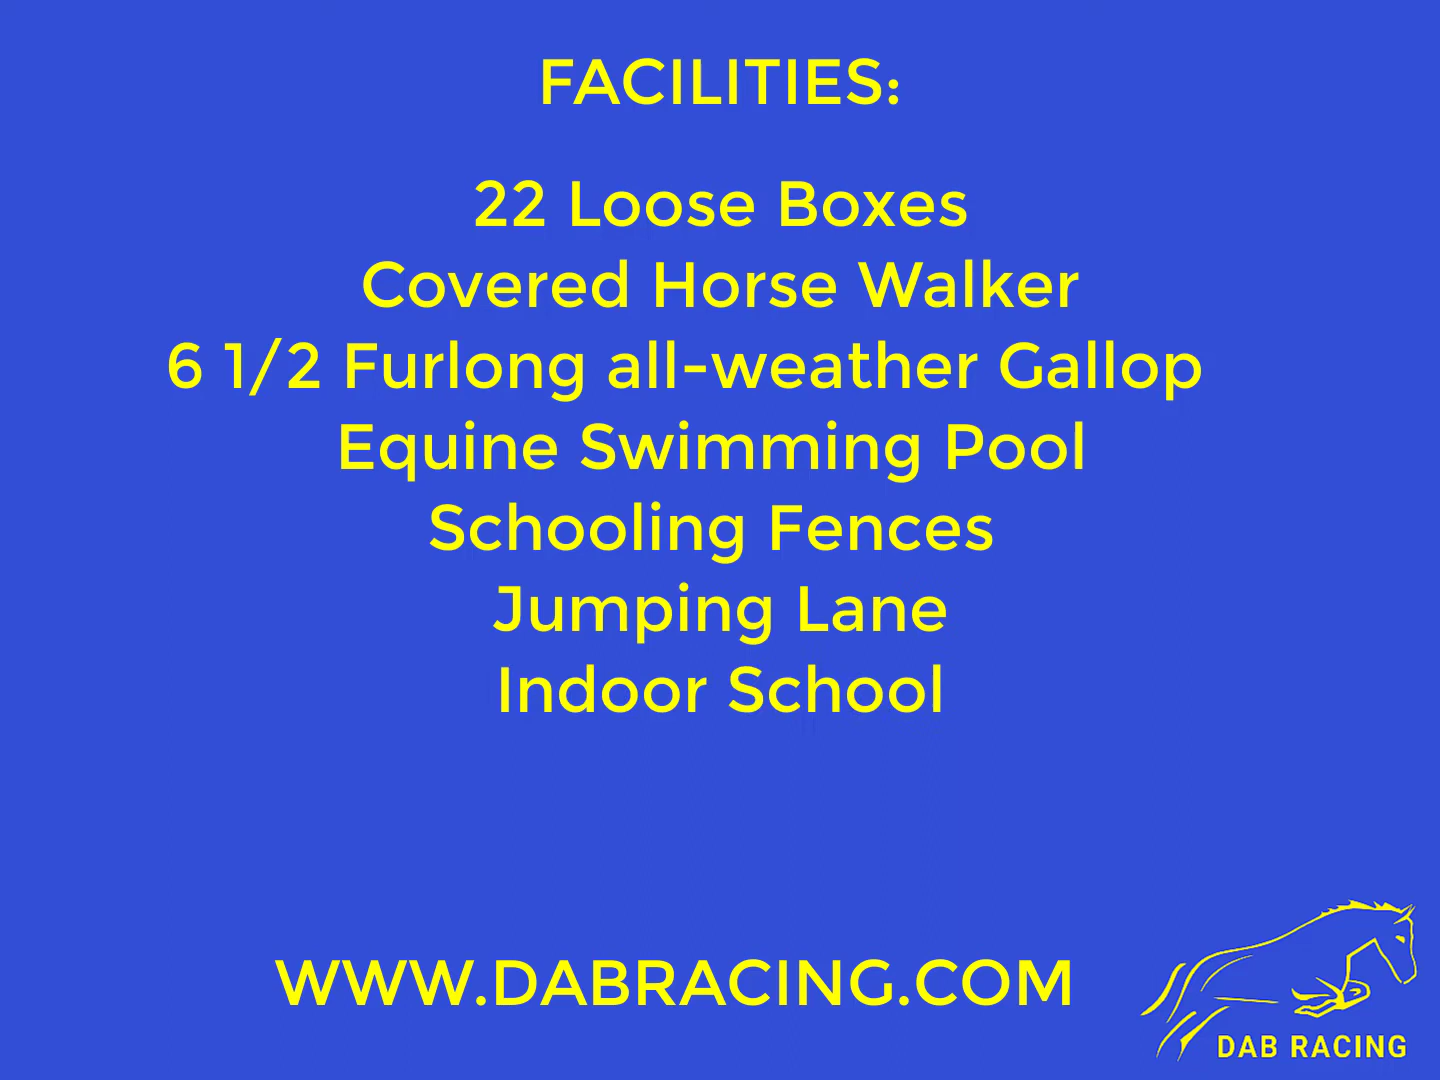 FACILITIES:
22 Loose Boxes
Covered Horse Walker
6 1/2 Furlong all-weather Gallop
Equine Swimming Pool
Schooling Fences
Jumping Lane
Indoor School
WWW.DABRACING.COM
DAB RACING